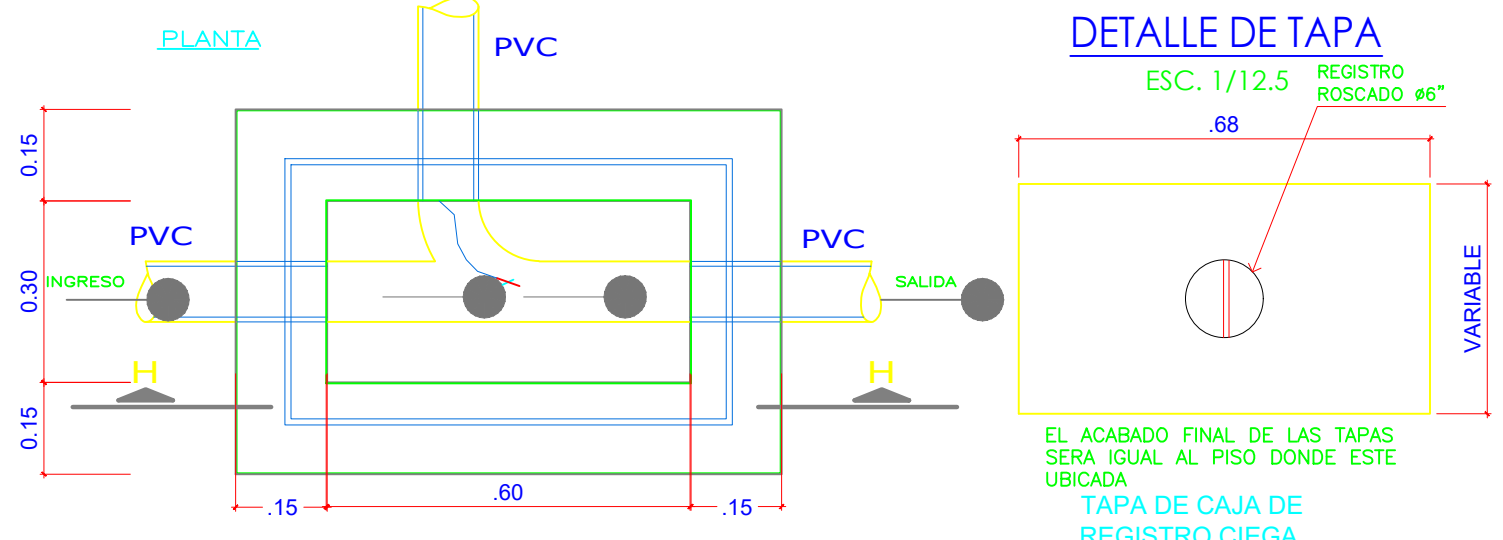 PLANTA
PVC
0.15
0.30
0.15
PVC
INGRESO
PVC
SALIDA
H
H
.15
.60
.15
DETALLE DE TAPA
ESC. 1/12.5
REGISTRO
ROSCADO ø6”
.68
VARIABLE
EL ACABADO FINAL DE LAS TAPAS
SERA IGUAL AL PISO DONDE ESTE
UBICADA
TAPA DE CAJA DE
REGISTRO CIEGA